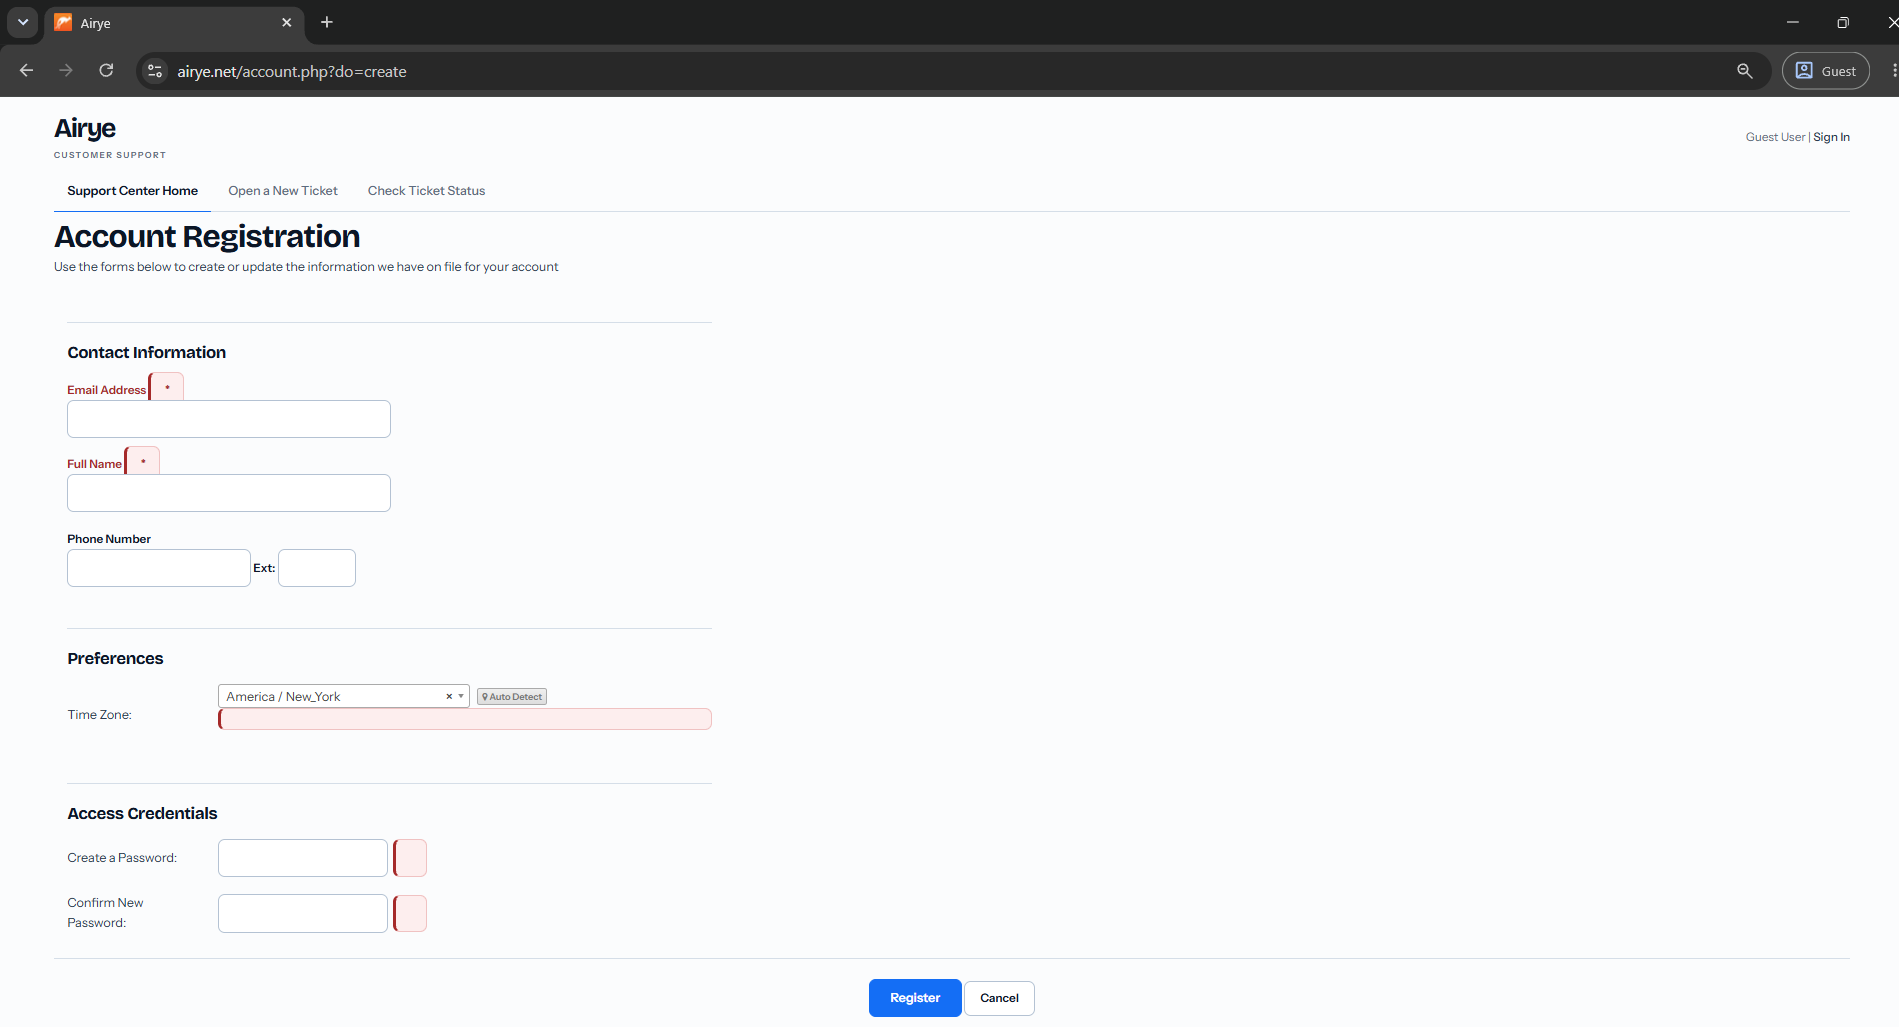 Airye
airye.net/account.php?do=create
Guest
Airye
CUSTOMER SUPPORT
Guest User | Sign In
Support Center Home
Open a New Ticket
Check Ticket Status
Account Registration
Use the forms below to create or update the information we have on file for your account
Contact Information
Email Address *
Full Name *
Phone Number
Ext:
Preferences
Time Zone:
America / New_York
Auto Detect
Access Credentials
Create a Password:
Confirm New
Password:
Register
Cancel